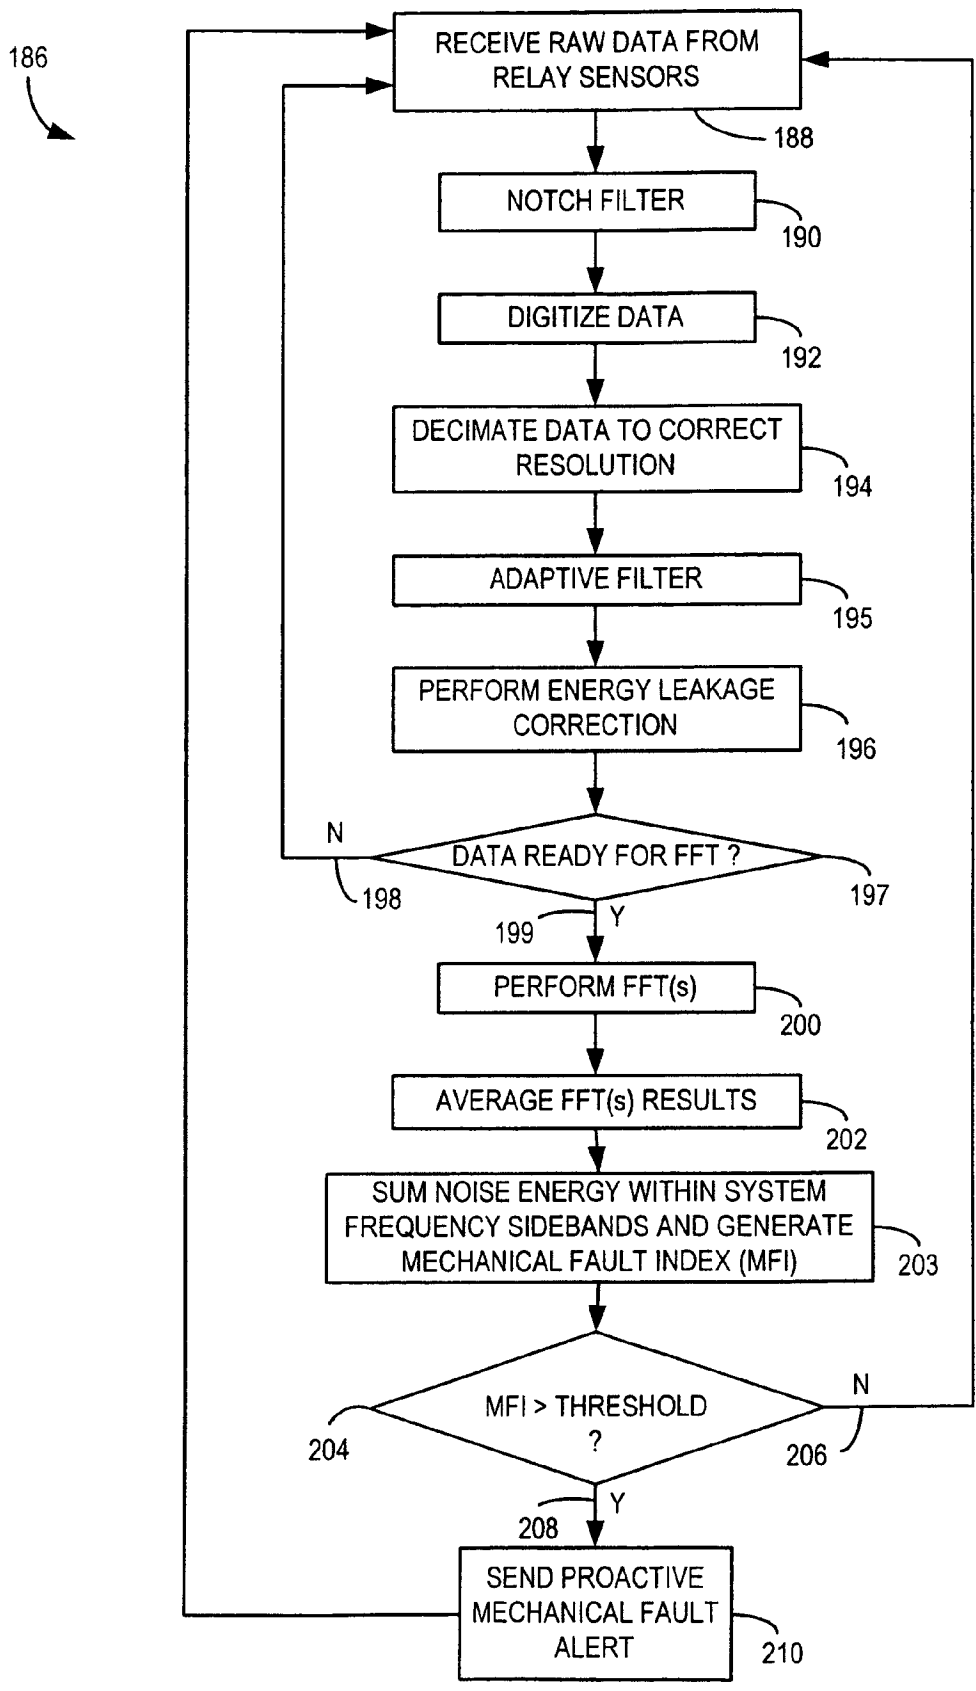 186
RECEIVE RAW DATA FROM
RELAY SENSORS
188
NOTCH FILTER
190
DIGITIZE DATA
192
DECIMATE DATA TO CORRECT
RESOLUTION
194
ADAPTIVE FILTER
195
PERFORM ENERGY LEAKAGE
CORRECTION
196
N
DATA READY FOR FFT ?
198
197
199
Y
PERFORM FFT(s)
200
AVERAGE FFT(s) RESULTS
202
SUM NOISE ENERGY WITHIN SYSTEM
FREQUENCY SIDEBANDS AND GENERATE
MECHANICAL FAULT INDEX (MFI)
203
N
MFI > THRESHOLD
?
204
206
208
Y
SEND PROACTIVE
MECHANICAL FAULT
ALERT
210